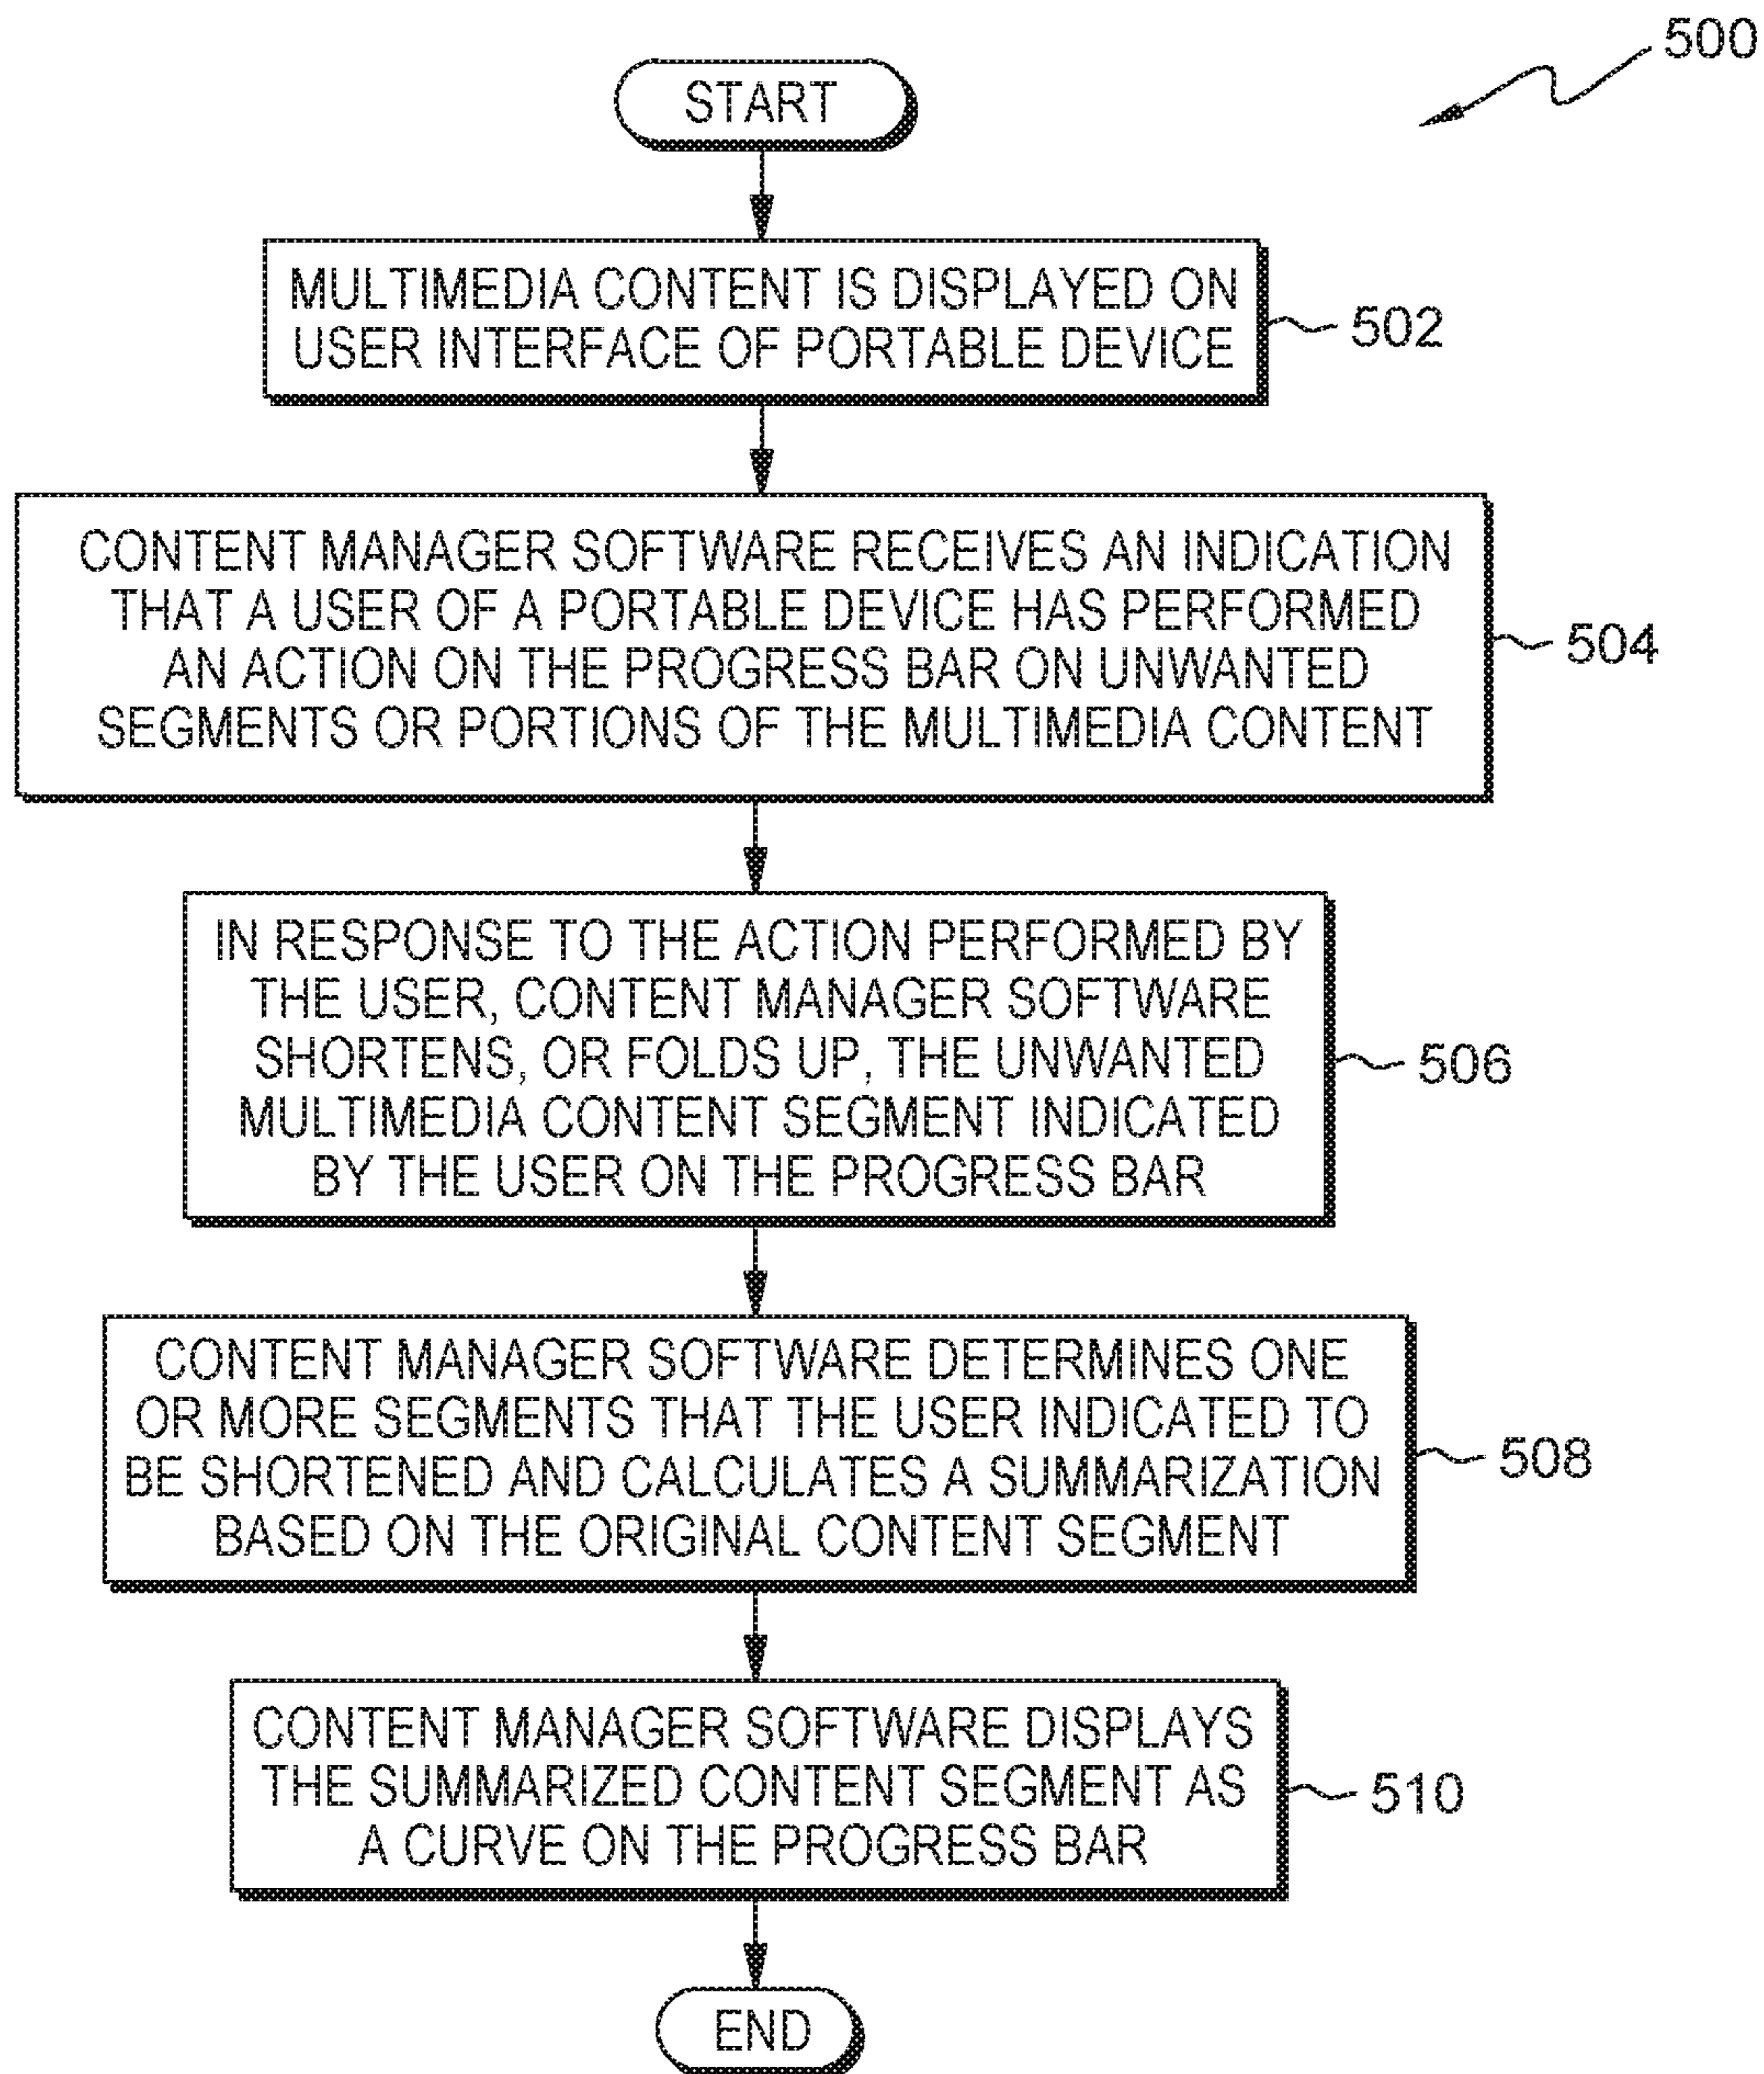 500
START
MULTIMEDIA CONTENT IS DISPLAYED ON
USER INTERFACE OF PORTABLE DEVICE
502
CONTENT MANAGER SOFTWARE RECEIVES AN INDICATION
THAT A USER OF A PORTABLE DEVICE HAS PERFORMED
AN ACTION ON THE PROGRESS BAR ON UNWANTED
SEGMENTS OR PORTIONS OF THE MULTIMEDIA CONTENT
504
IN RESPONSE TO THE ACTION PERFORMED BY
THE USER, CONTENT MANAGER SOFTWARE
SHORTENS, OR FOLDS UP, THE UNWANTED
MULTIMEDIA CONTENT SEGMENT INDICATED
BY THE USER ON THE PROGRESS BAR
506
CONTENT MANAGER SOFTWARE DETERMINES ONE
OR MORE SEGMENTS THAT THE USER INDICATED TO
BE SHORTENED AND CALCULATES A SUMMARIZATION
BASED ON THE ORIGINAL CONTENT SEGMENT
508
CONTENT MANAGER SOFTWARE DISPLAYS
THE SUMMARIZED CONTENT SEGMENT AS
A CURVE ON THE PROGRESS BAR
510
END